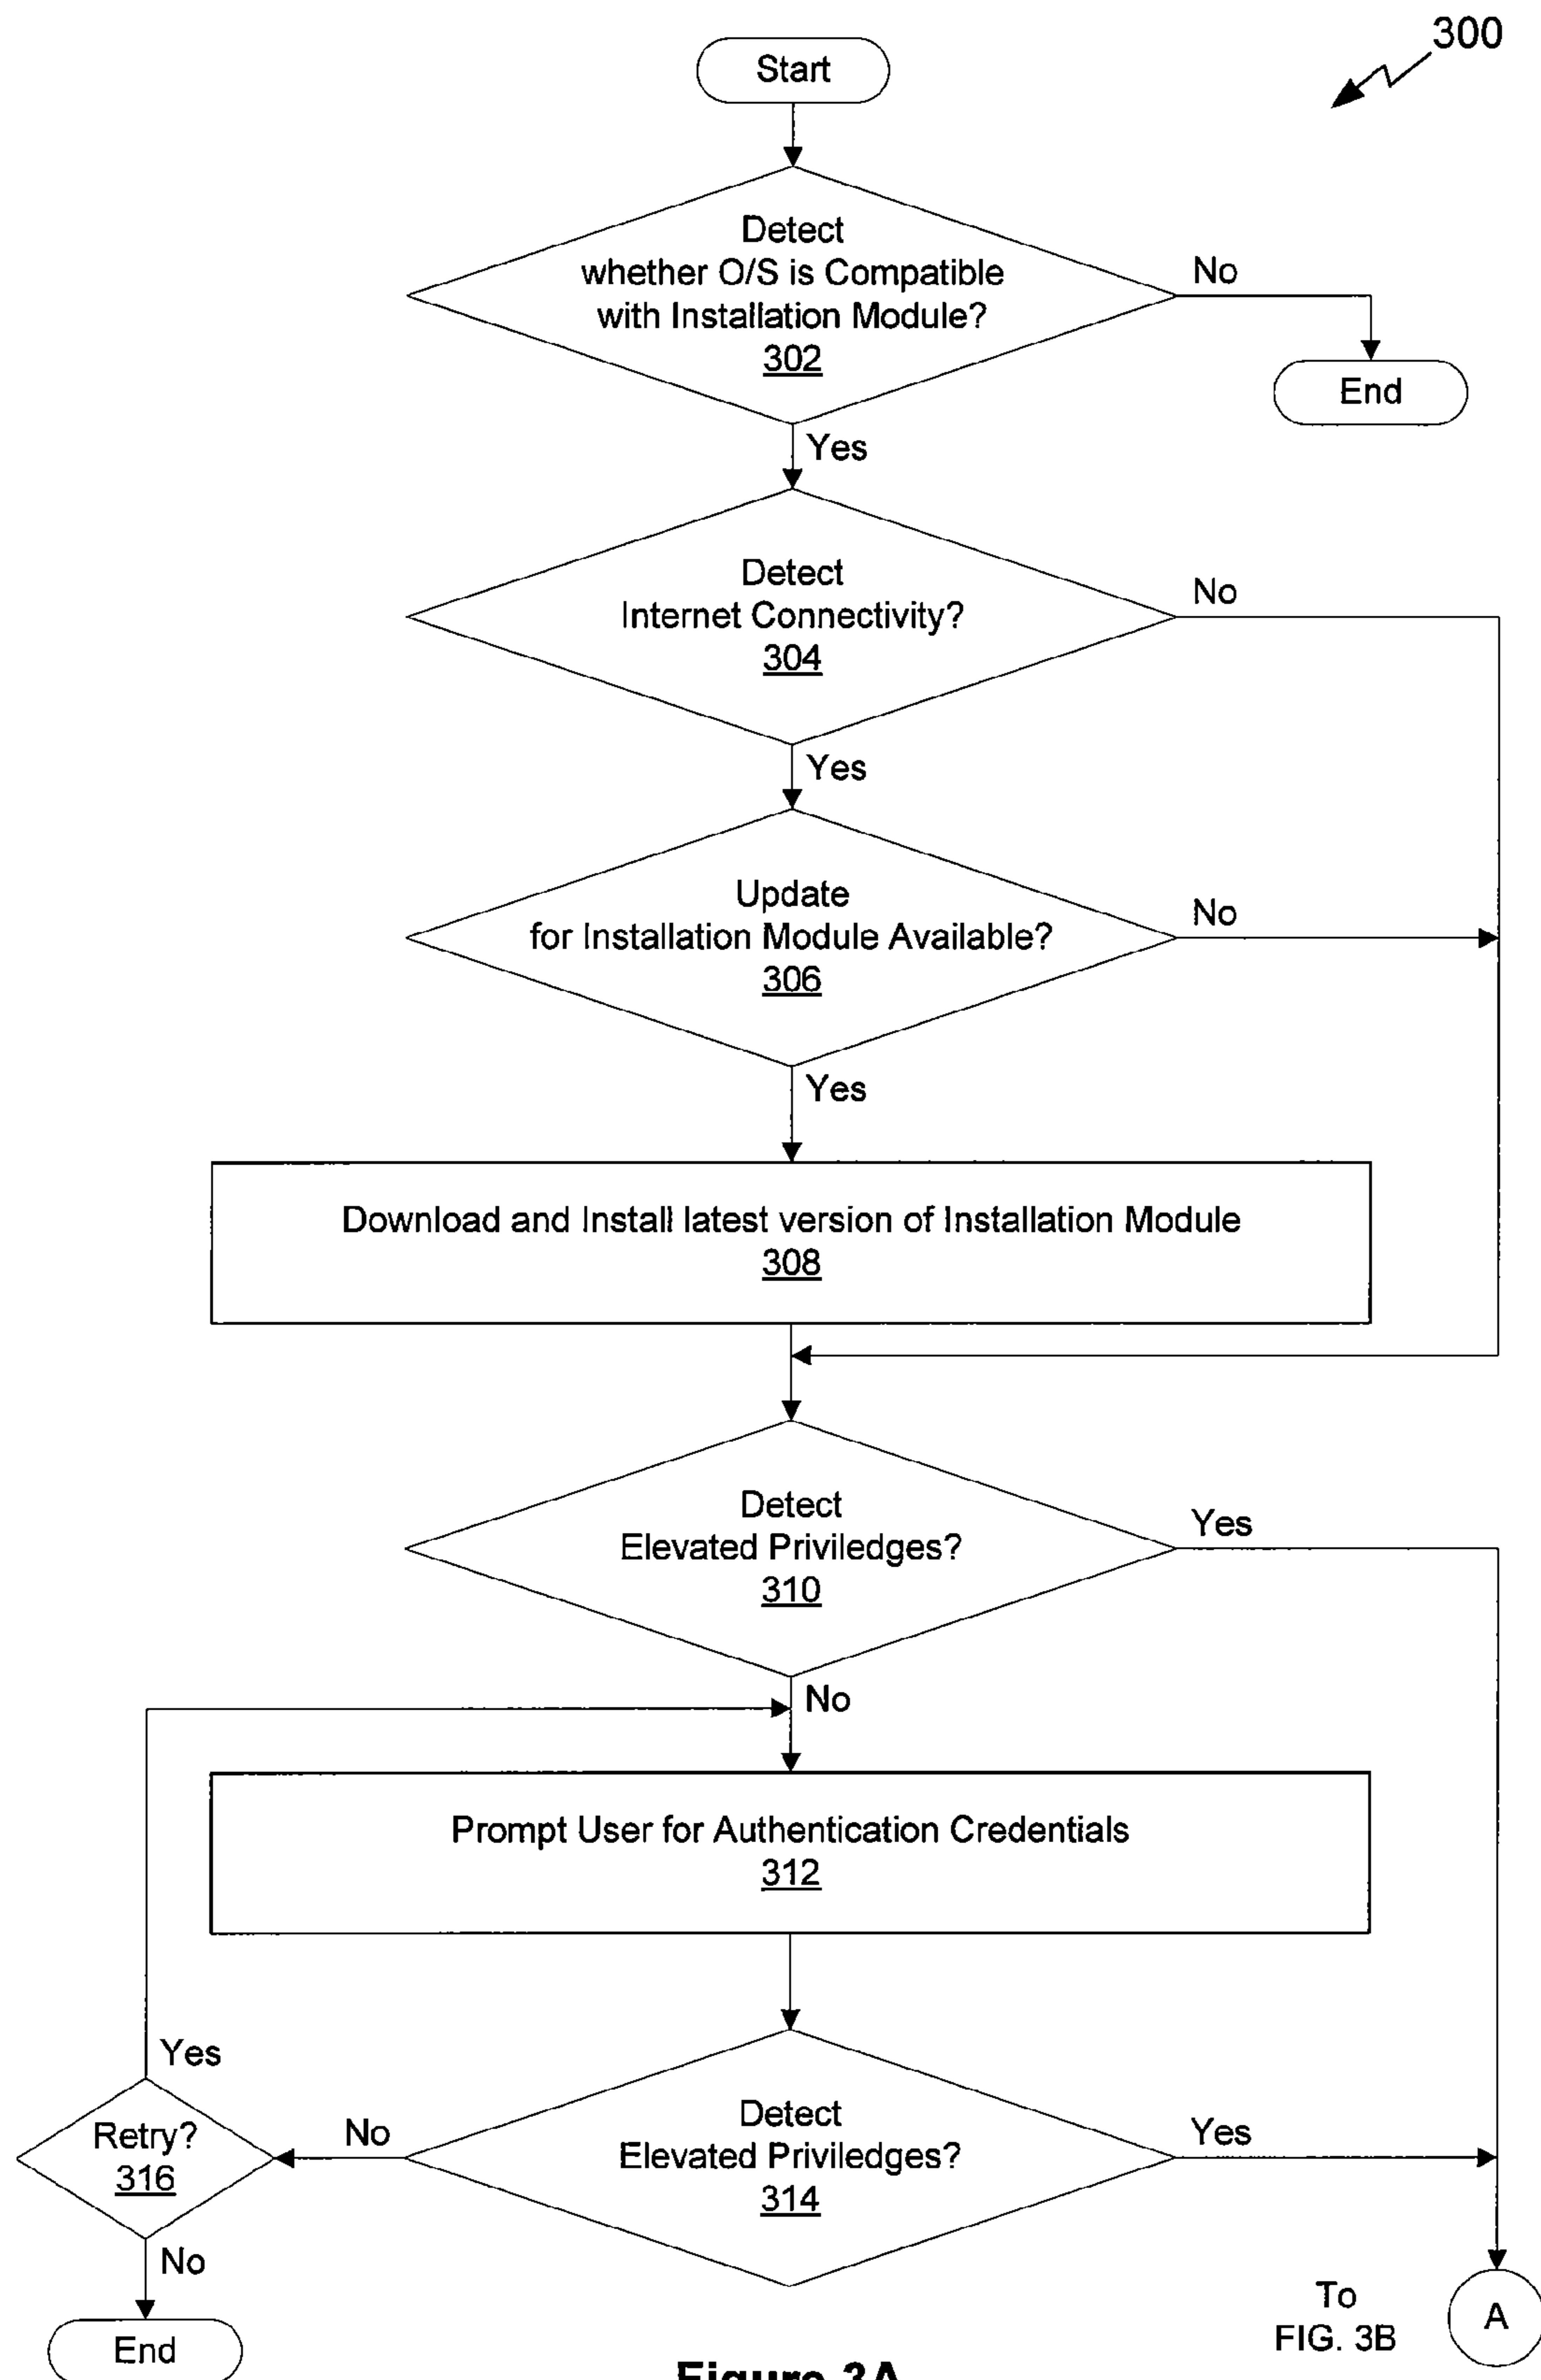 300
Start
Detect
whether O/S is Compatible
with Installation Module?
302
No
End
Yes
Detect
Internet Connectivity?
304
No
Yes
Update
for Installation Module Available?
306
No
Yes
Download and Install latest version of Installation Module
308
Detect
Elevated Priviledges?
310
Yes
No
Prompt User for Authentication Credentials
312
Yes
Retry?
316
No
Detect
Elevated Priviledges?
314
Yes
No
End
To
FIG. 3B
A
Figure 3A